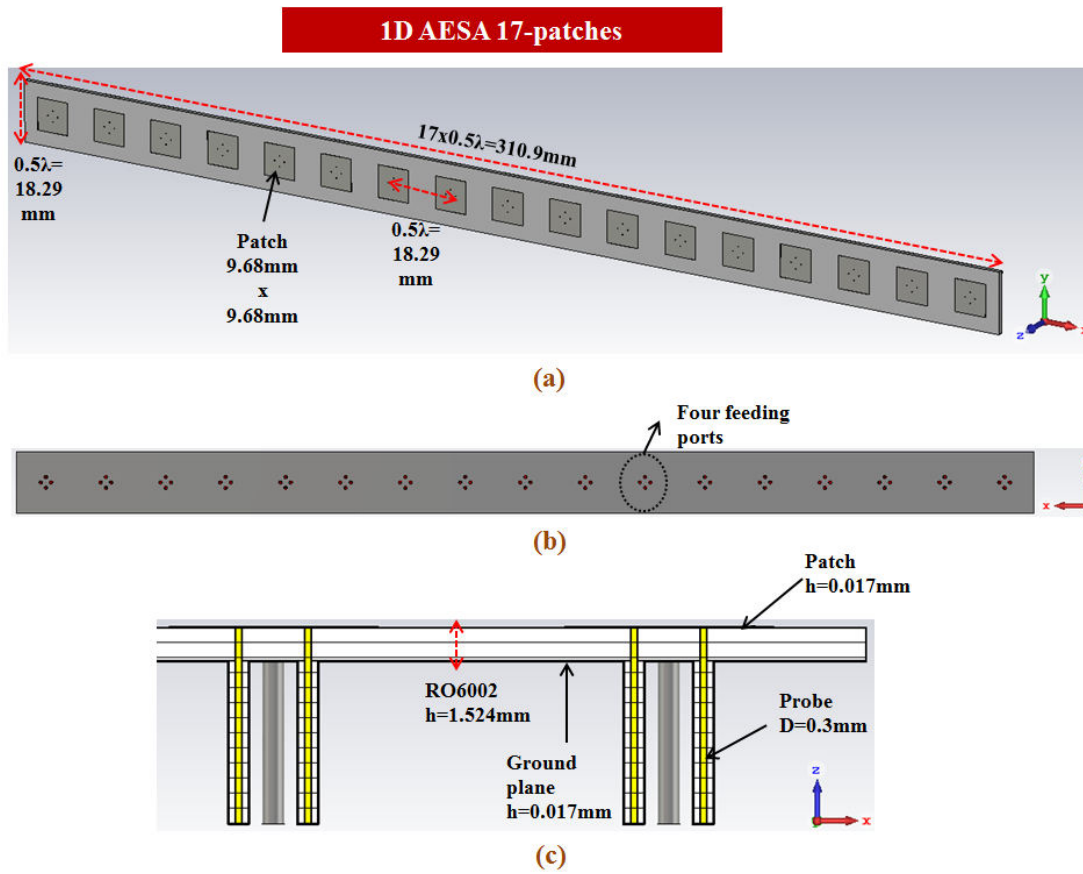 1D AESA 17-patches
17x0.5λ=310.9mm
0.5λ=
18.29
mm
Patch
9.68mm
x
9.68mm
0.5λ=
18.29
mm
y
z
x
(a)
Four feeding
ports
x
(b)
Patch
h=0.017mm
RO6002
h=1.524mm
Probe
D=0.3mm
Ground
plane
h=0.017mm
z
x
(c)